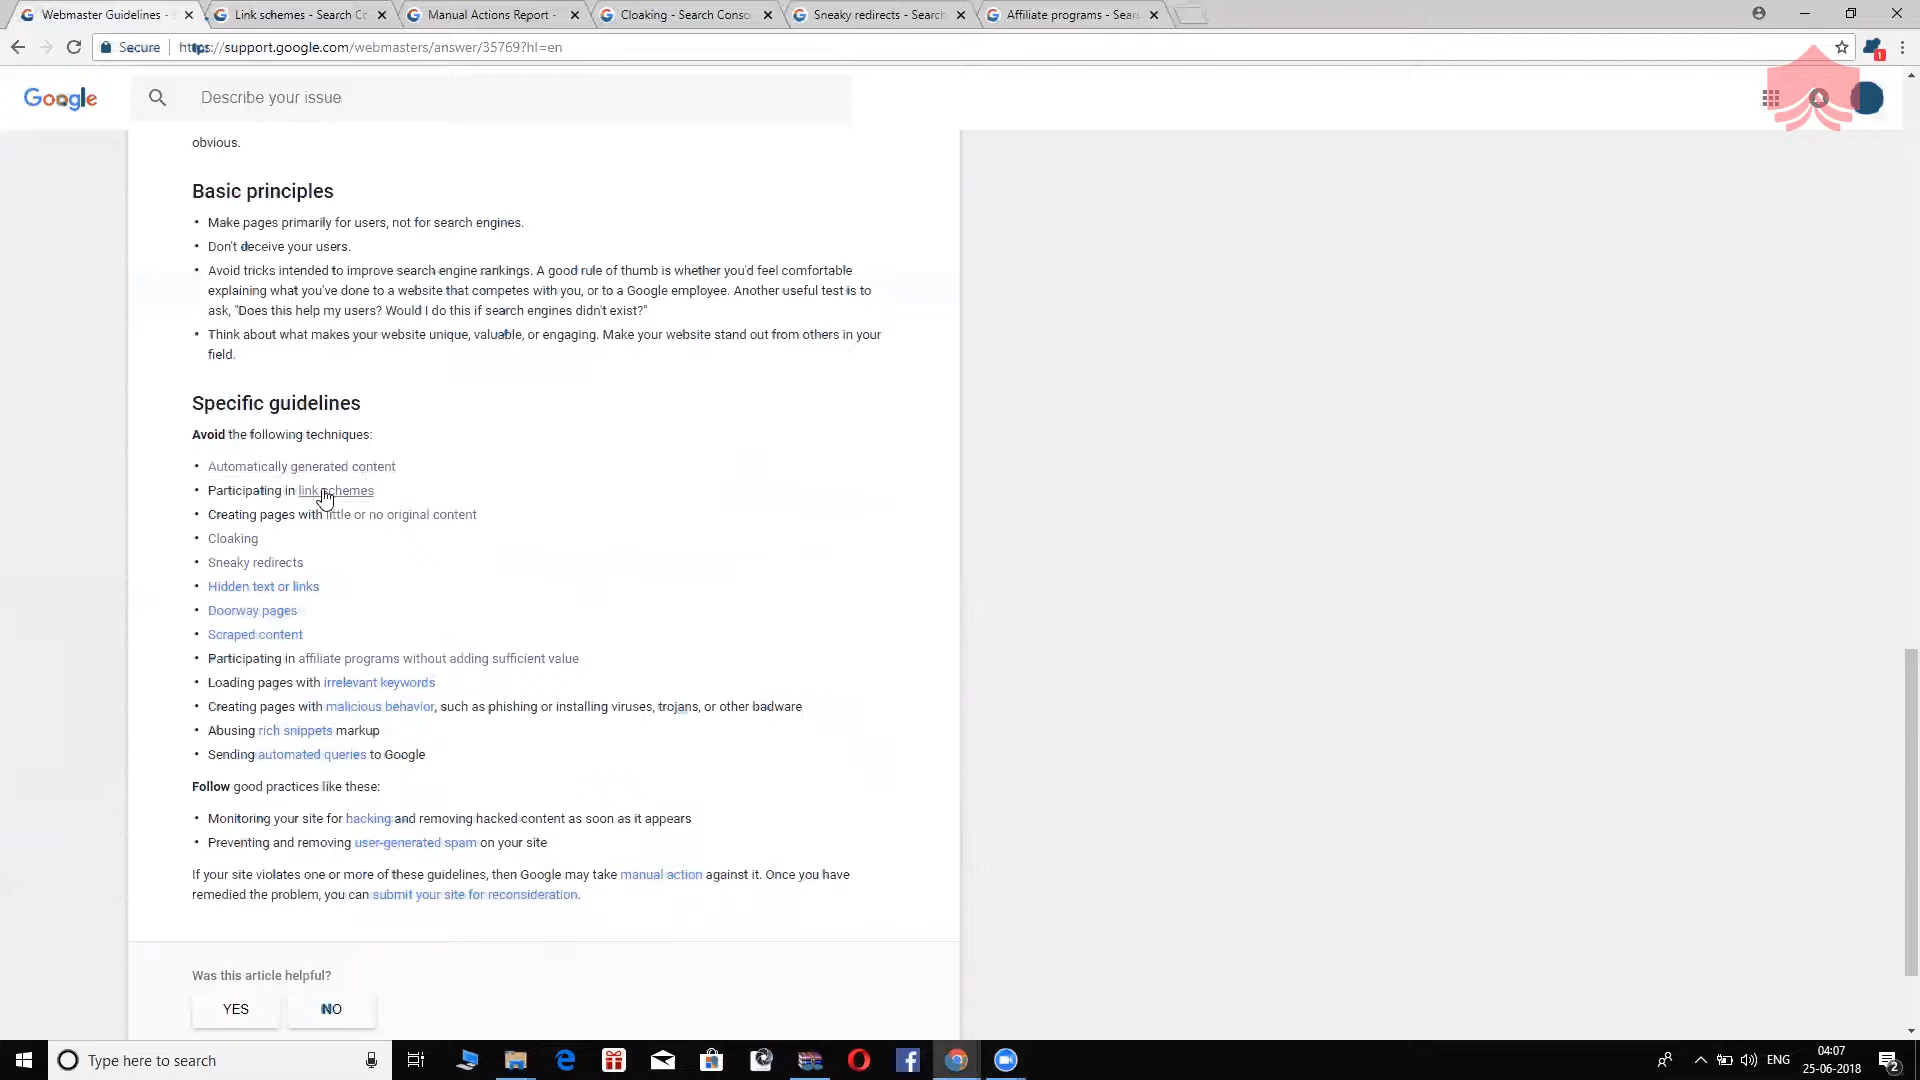 Webmaster Guidelines -
Link schemes - Search Co
Manual Actions Report -
Cloaking - Search Conso
Sneaky redirects - Search
Affiliate programs - Sear
Secure
https://support.google.com/webmasters/answer/35769?hl=en
1
Google
Describe your issue
obvious.
Basic principles
• Make pages primarily for users, not for search engines.
• Don't deceive your users.
• Avoid tricks intended to improve search engine rankings. A good rule of thumb is whether you'd feel comfortable
explaining what you've done to a website that competes with you, or to a Google employee. Another useful test is to
ask, "Does this help my users? Would I do this if search engines didn't exist?"
• Think about what makes your website unique, valuable, or engaging. Make your website stand out from others in your
field.
Specific guidelines
Avoid the following techniques:
• Automatically generated content
• Participating in link schemes
• Creating pages with little or no original content
• Cloaking
• Sneaky redirects
• Hidden text or links
• Doorway pages
• Scraped content
• Participating in affiliate programs without adding sufficient value
• Loading pages with irrelevant keywords
• Creating pages with malicious behavior, such as phishing or installing viruses, trojans, or other badware
• Abusing rich snippets markup
• Sending automated queries to Google
Follow good practices like these:
• Monitoring your site for hacking and removing hacked content as soon as it appears
• Preventing and removing user-generated spam on your site
If your site violates one or more of these guidelines, then Google may take manual action against it. Once you have
remedied the problem, you can submit your site for reconsideration.
Was this article helpful?
YES NO
Type here to search
ENG
04:07
25-06-2018
2